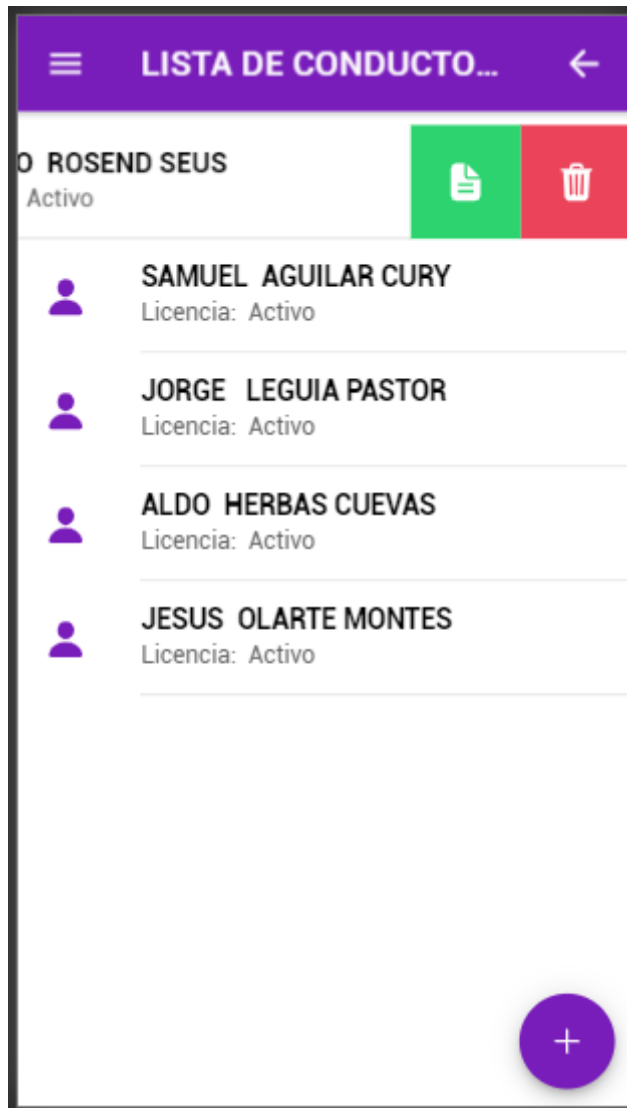 LISTA DE CONDUCTO...
O ROSEND SEUS
Activo
SAMUEL AGUILAR CURY
Licencia: Activo
JORGE LEGUIA PASTOR
Licencia: Activo
ALDO HERBAS CUEVAS
Licencia: Activo
JESUS OLARTE MONTES
Licencia: Activo